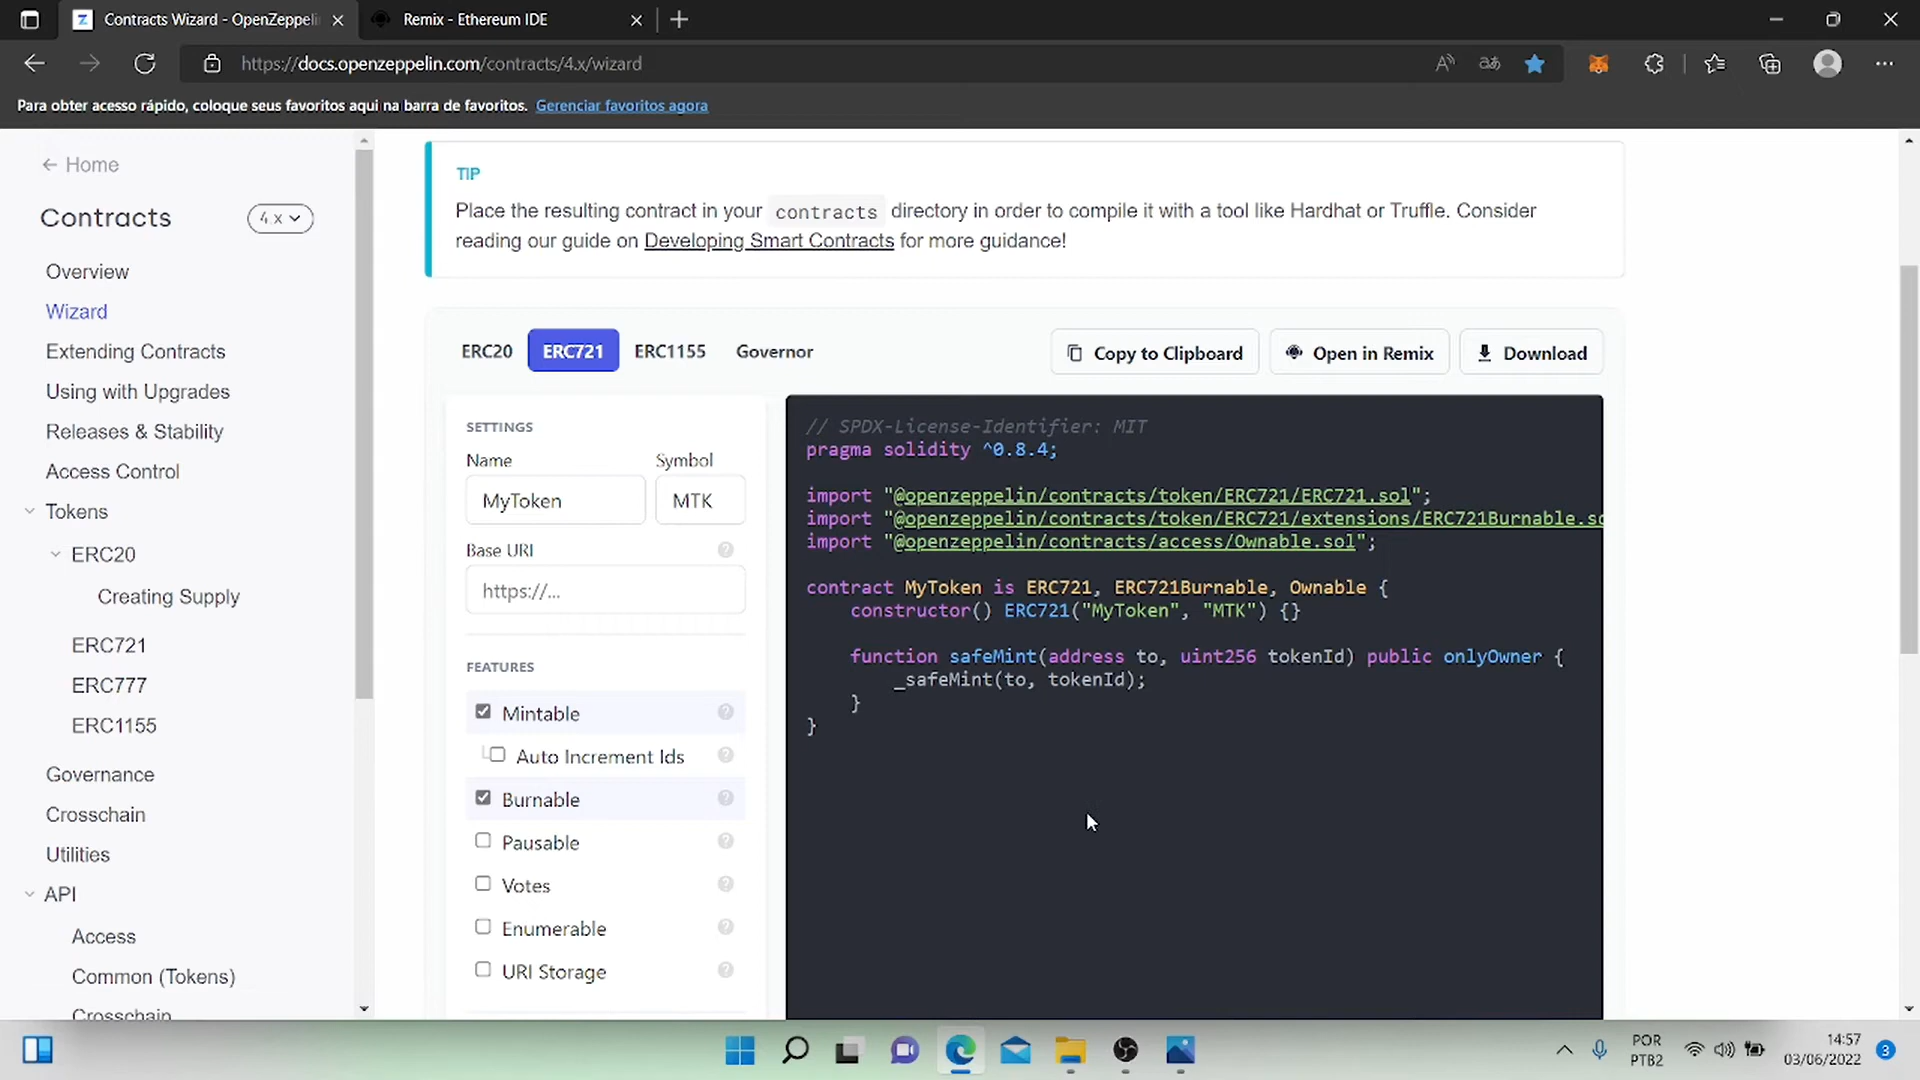 Contracts Wizard - OpenZeppeli
Remix - Ethereum IDE
https://docs.openzeppelin.com/contracts/4.x/wizard
Para obter acesso rápido, coloque seus favoritos aqui na barra de favoritos. Gerenciar favoritos agora
← Home
Contracts
4 x
Overview
Wizard
Extending Contracts
Using with Upgrades
Releases & Stability
Access Control
Tokens
ERC20
Creating Supply
ERC721
ERC777
ERC1155
Governance
Crosschain
Utilities
API
Access
Common (Tokens)
Crosschain
TIP
Place the resulting contract in your contracts directory in order to compile it with a tool like Hardhat or Truffle. Consider
reading our guide on Developing Smart Contracts for more guidance!
ERC20 ERC721 ERC1155 Governor
Copy to Clipboard Open in Remix Download
SETTINGS
Name Symbol
MyToken MTK
Base URI ?
https://...
FEATURES
Mintable ?
Auto Increment Ids ?
Burnable ?
Pausable ?
Votes ?
Enumerable ?
URI Storage ?
// SPDX-License-Identifier: MIT
pragma solidity ^0.8.4;
import "@openzeppelin/contracts/token/ERC721/ERC721.sol";
import "@openzeppelin/contracts/token/ERC721/extensions/ERC721Burnable.so
import "@openzeppelin/contracts/access/Ownable.sol";
contract MyToken is ERC721, ERC721Burnable, Ownable {
constructor() ERC721("MyToken", "MTK") {}
function safeMint(address to, uint256 tokenId) public onlyOwner {
_safeMint(to, tokenId);
}
}
POR
PTB2
14:57
03/06/2022
3